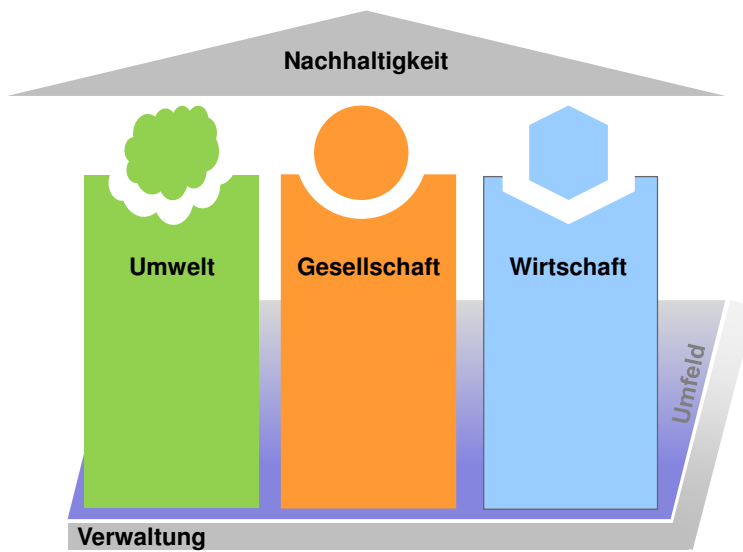 Nachhaltigkeit
Umwelt
Gesellschaft
Wirtschaft
Umfeld
Verwaltung